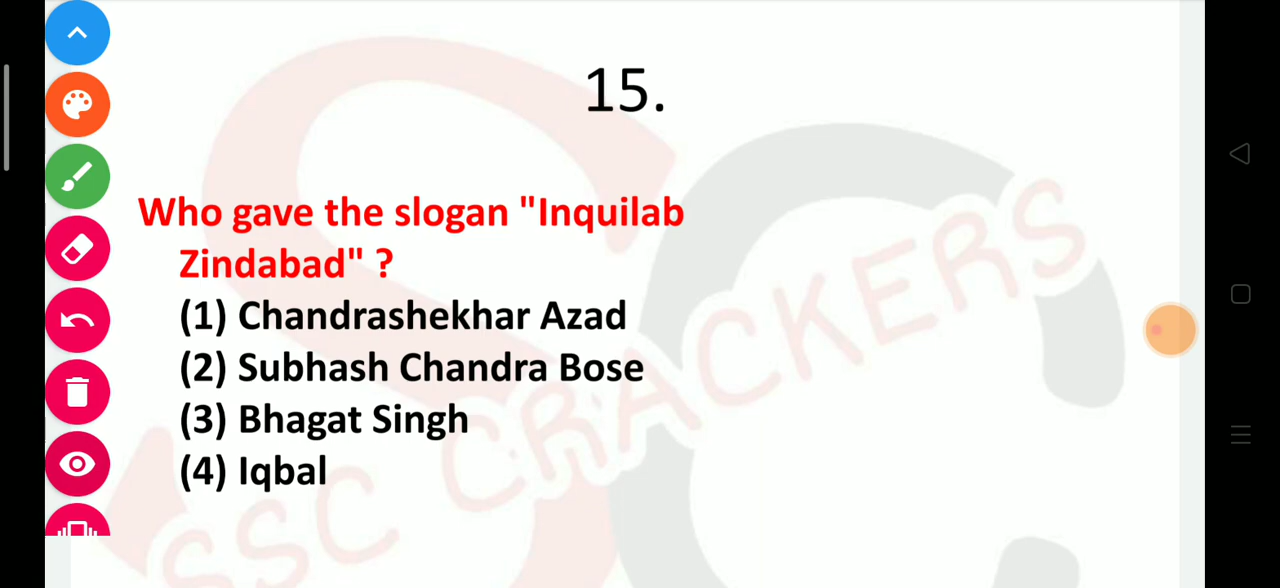 15.
Who gave the slogan "Inquilab
Zindabad" ?
(1) Chandrashekhar Azad
(2) Subhash Chandra Bose
(3) Bhagat Singh
(4) Iqbal
SSC CRACKERS